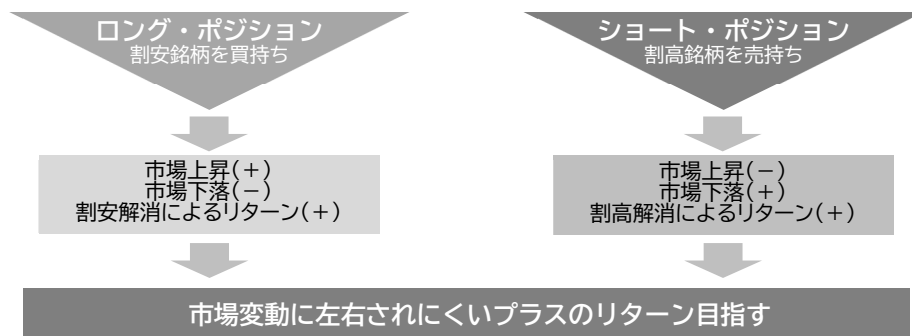 ロング・ポジション
割安銘柄を買持ち
市場上昇(+)
市場下落(−)
割安解消によるリターン(+)
ショート・ポジション
割高銘柄を売持ち
市場上昇(−)
市場下落(+)
割高解消によるリターン(+)
市場変動に左右されにくいプラスのリターン目指す